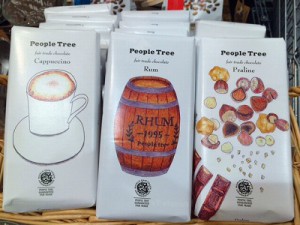 People Tree
fair trade chocolate
Cappuccino
People Tree
fair trade chocolate
Rum
RHUM
1995
People Tree
People Tree
fair trade chocolate
Praline